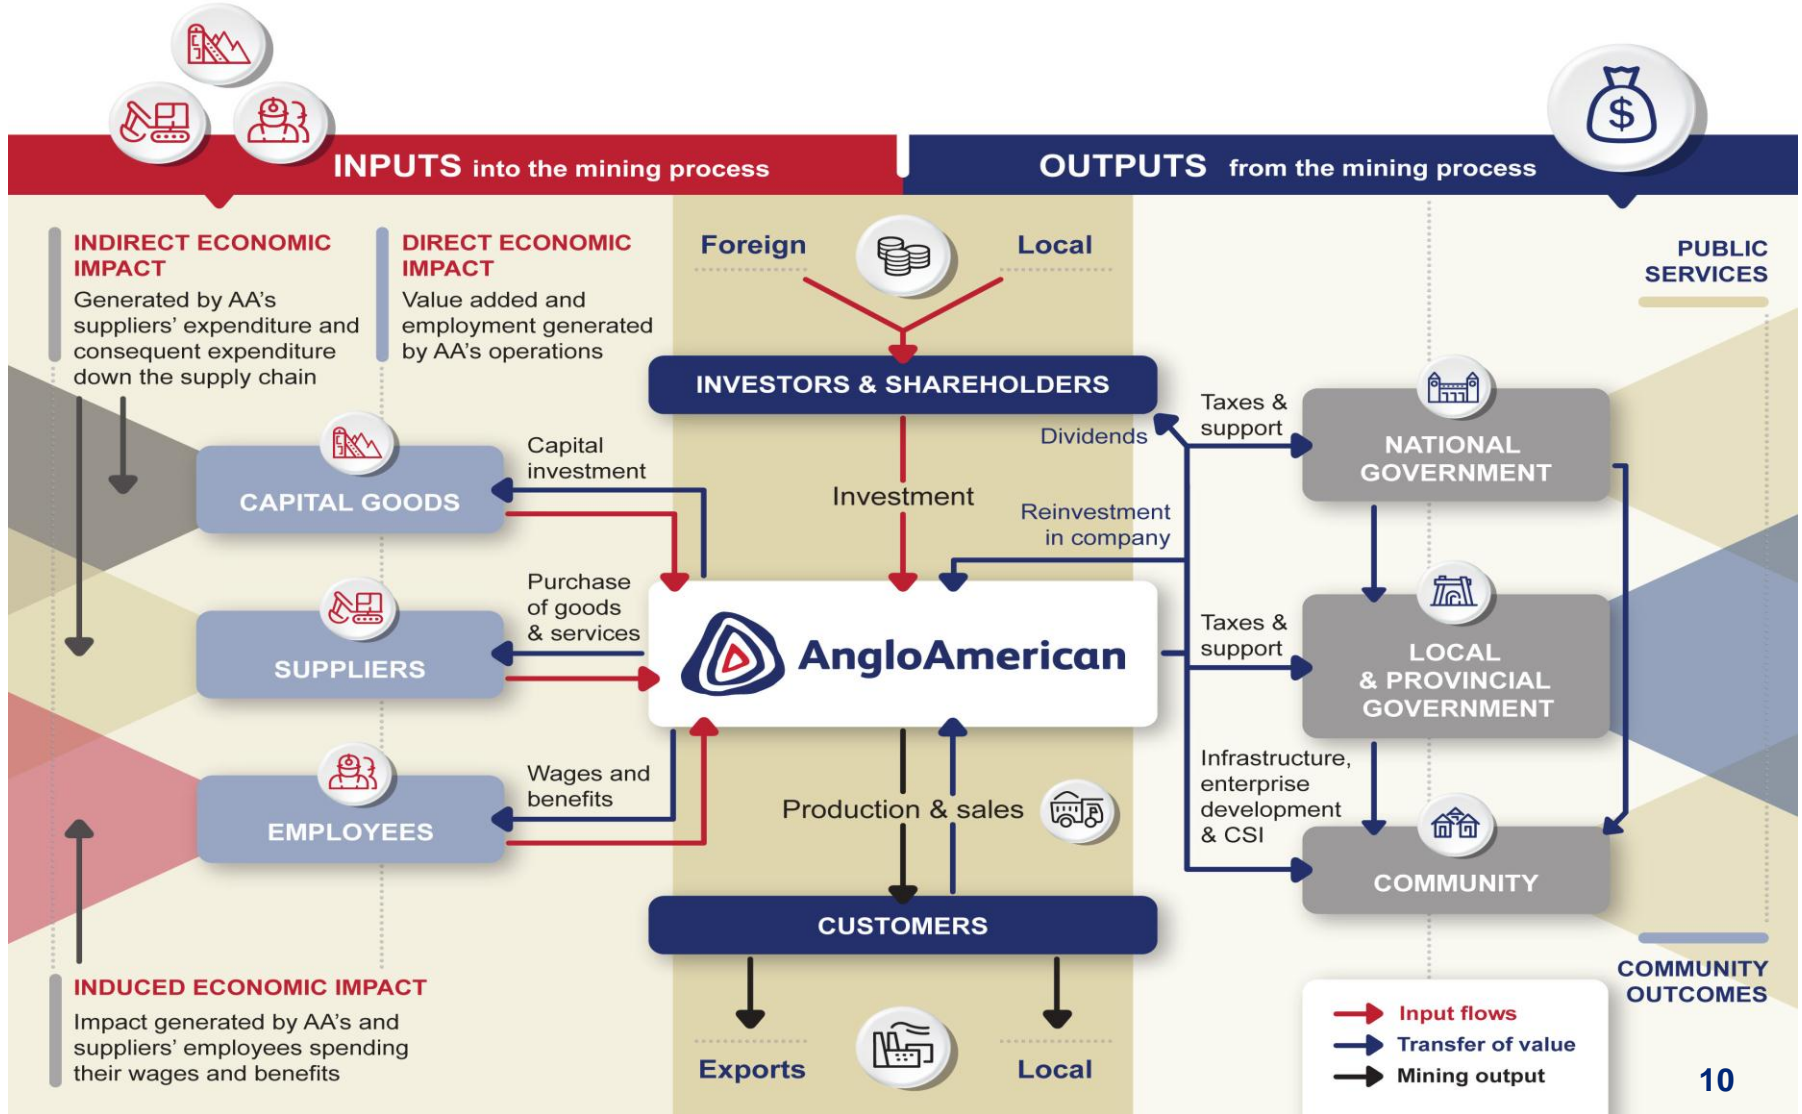 INPUTS into the mining process
OUTPUTS from the mining process
INDIRECT ECONOMIC
IMPACT
Generated by AA's
suppliers' expenditure and
consequent expenditure
down the supply chain
DIRECT ECONOMIC
IMPACT
Value added and
employment generated
by AA's operations
Foreign
Local
PUBLIC
SERVICES
INVESTORS & SHAREHOLDERS
Capital
investment
CAPITAL GOODS
Investment
Dividends
Reinvestment
in company
Taxes &
support
NATIONAL
GOVERNMENT
Purchase
of goods
& services
SUPPLIERS
AngloAmerican
Taxes &
support
LOCAL
& PROVINCIAL
GOVERNMENT
Wages and
benefits
EMPLOYEES
Production & sales
Infrastructure,
enterprise
development
& CSI
COMMUNITY
CUSTOMERS
INDUCED ECONOMIC IMPACT
Impact generated by AA's and
suppliers' employees spending
their wages and benefits
Exports
Local
COMMUNITY
OUTCOMES
Input flows
Transfer of value
Mining output
10
$